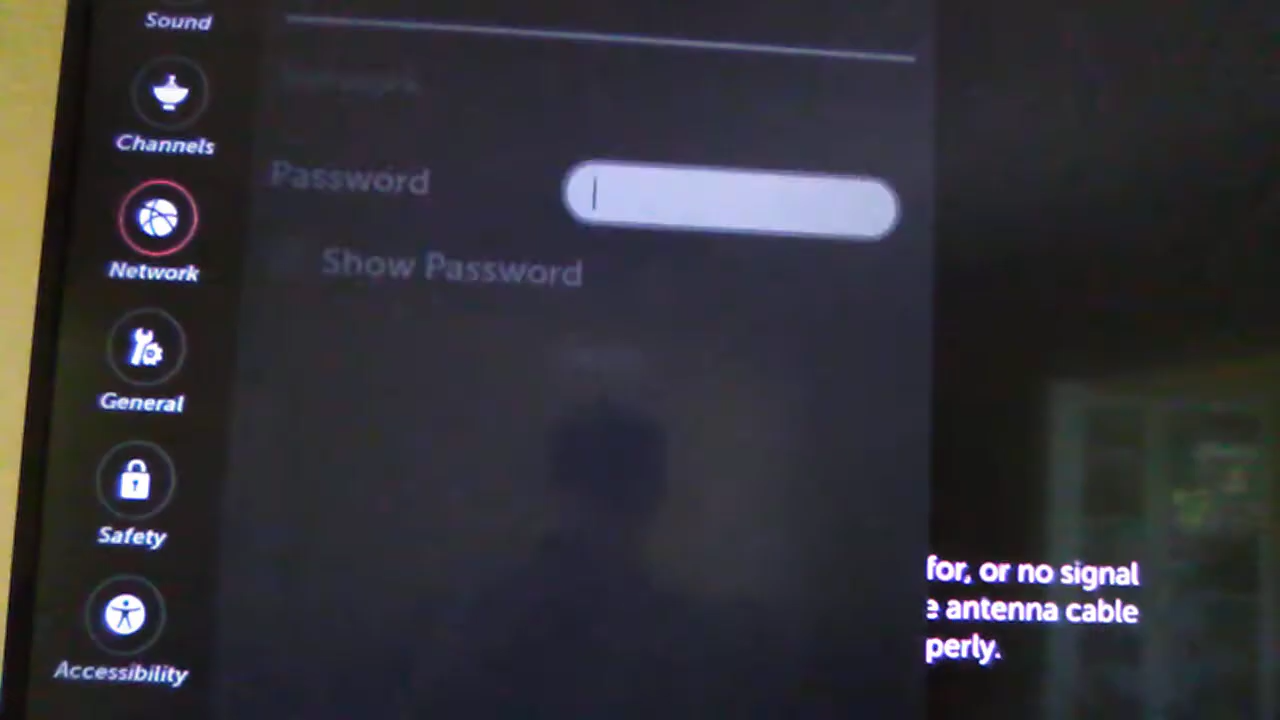 Sound
Channels
Password
Network
Show Password
General
Safety
for, or no signal
antenna cable
perly.
Accessibility